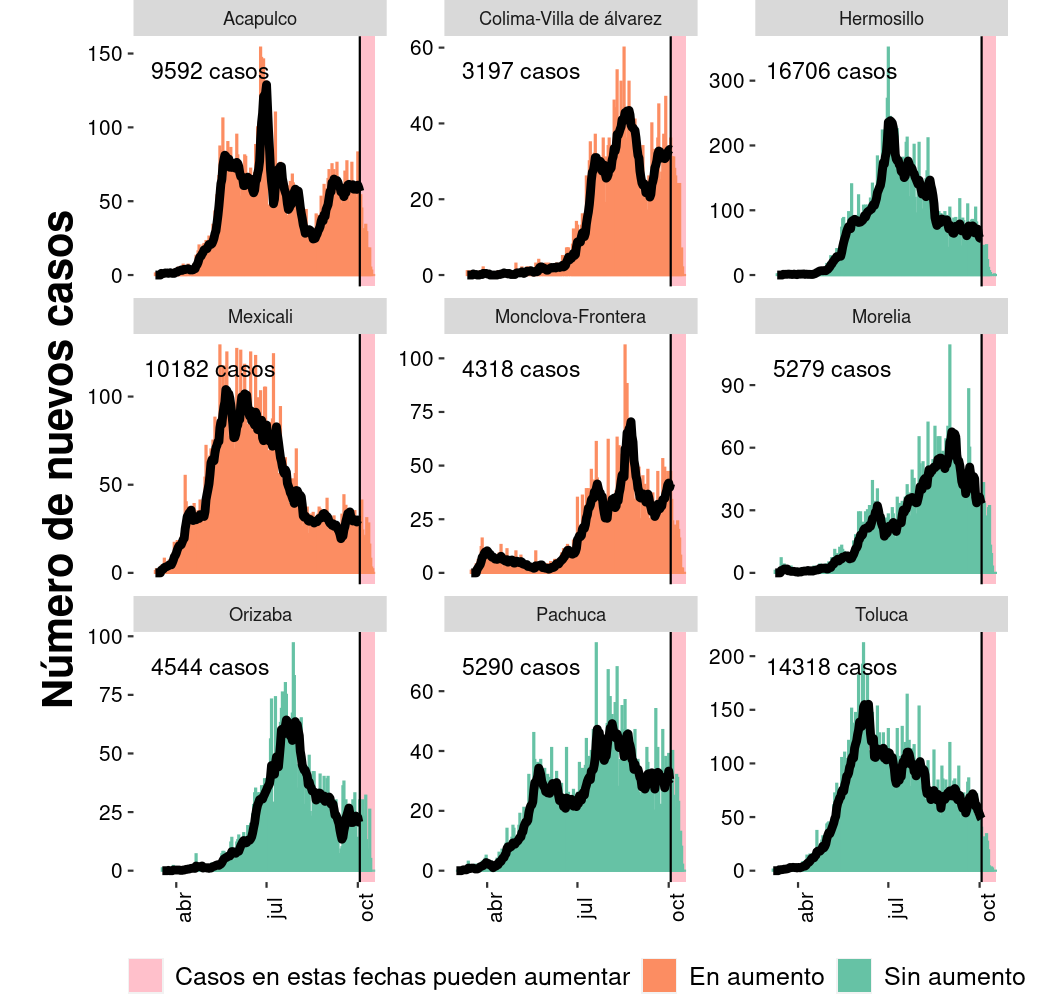 Número de nuevos casos
Acapulco
9592 casos
150
100
50
0
Colima-Villa de álvarez
3197 casos
60
40
20
0
Hermosillo
16706 casos
300
200
100
0
Mexicali
10182 casos
100
50
0
Monclova-Frontera
4318 casos
100
75
50
25
0
Morelia
5279 casos
90
60
30
0
Orizaba
4544 casos
100
75
50
25
0
abr
jul
oct
Pachuca
5290 casos
60
40
20
0
abr
jul
oct
Toluca
14318 casos
200
150
100
50
0
abr
jul
oct
Casos en estas fechas pueden aumentar
En aumento
Sin aumento